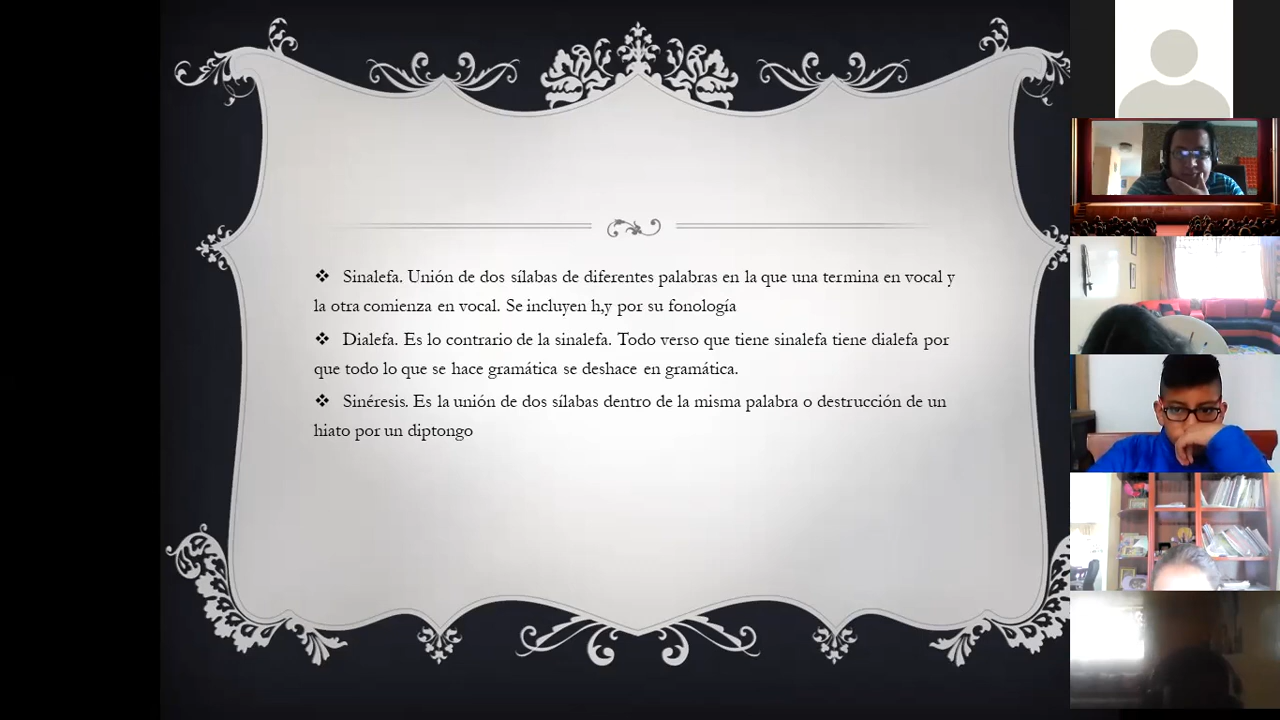 ❖ Sinalefa. Unión de dos sílabas de diferentes palabras en la que una termina en vocal y
la otra comienza en vocal. Se incluyen h,y por su fonología
❖ Dialefa. Es lo contrario de la sinalefa. Todo verso que tiene sinalefa tiene dialefa por
que todo lo que se hace gramática se deshace en gramática.
❖ Sinéresis. Es la unión de dos sílabas dentro de la misma palabra o destrucción de un
hiato por un diptongo